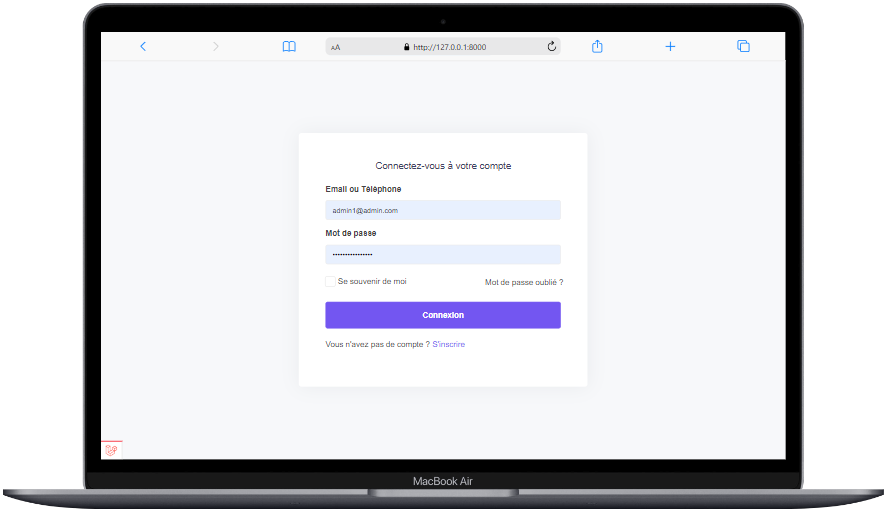 AA http://127.0.0.1:8000
Connectez-vous à votre compte
Email ou Téléphone
admin1@admin.com
Mot de passe
••••••••••••••••
Se souvenir de moi Mot de passe oublié ?
Connexion
Vous n'avez pas de compte ? S'inscrire
MacBook Air